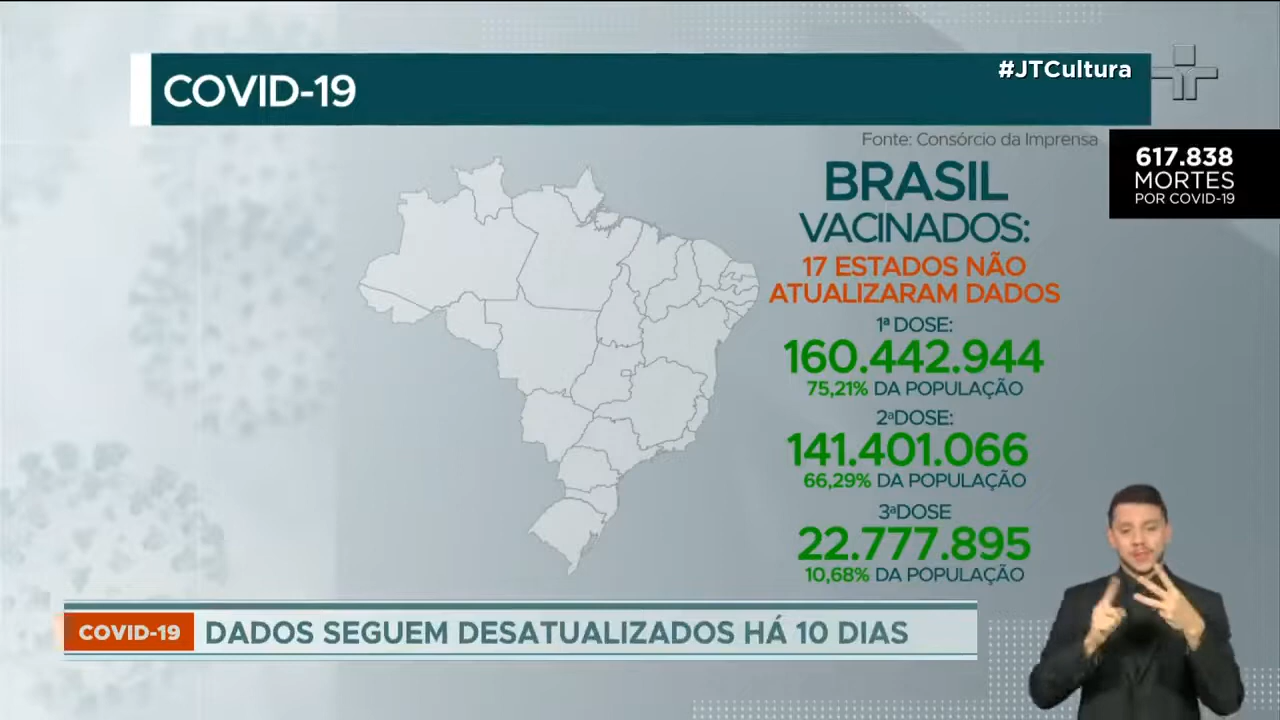 COVID-19
#JTCultura
Fonte: Consórcio da Imprensa
617.838
MORTES
POR COVID-19
BRASIL
VACINADOS:
17 ESTADOS NÃO
ATUALIZARAM DADOS
1ª DOSE:
160.442.944
75,21% DA POPULAÇÃO
2ªDOSE:
141.401.066
66,29% DA POPULAÇÃO
3ªDOSE
22.777.895
10,68% DA POPULAÇÃO
COVID-19 DADOS SEGUEM DESATUALIZADOS HÁ 10 DIAS